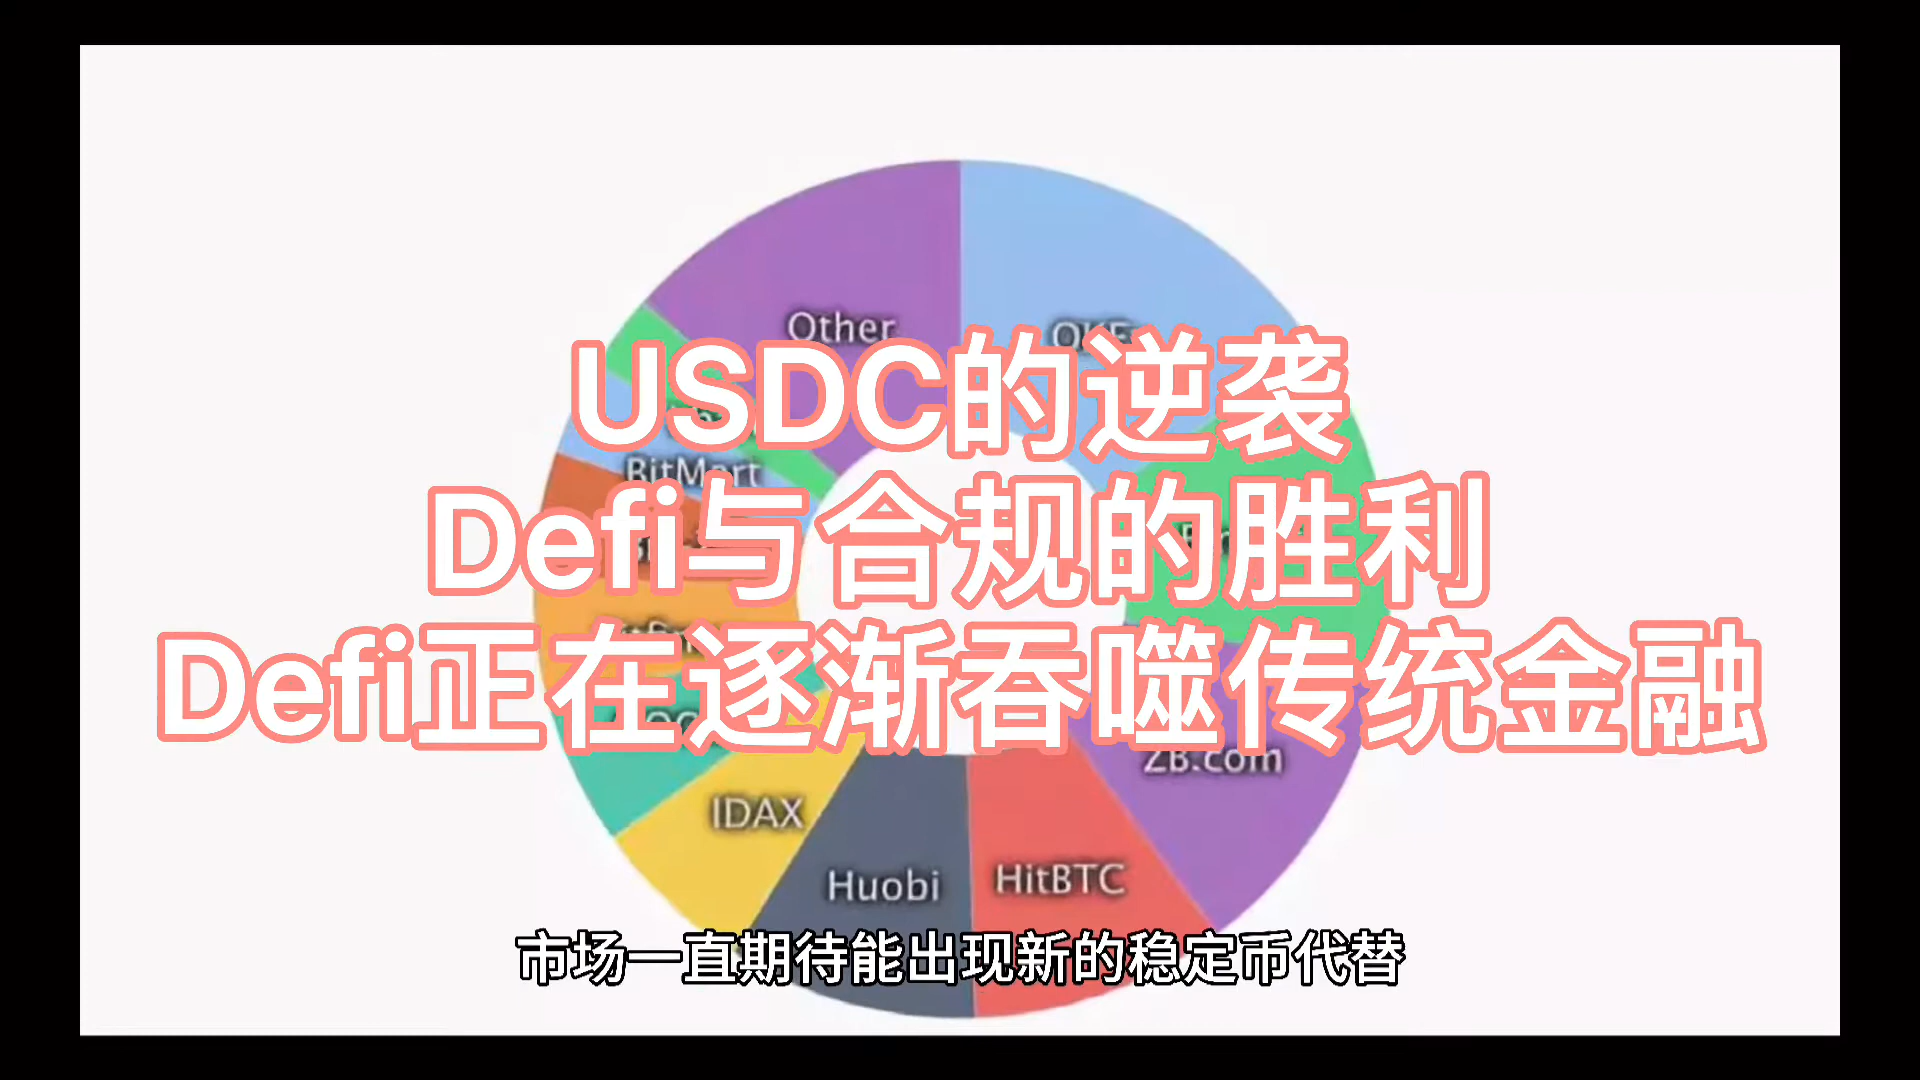 Other
USDC的逆袭
BitMart
Defi与合规的胜利
Defi正在逐渐吞噬传统金融
ZB.com
IDAX
Huobi
HitBTC
市场一直期待能出现新的稳定币代替